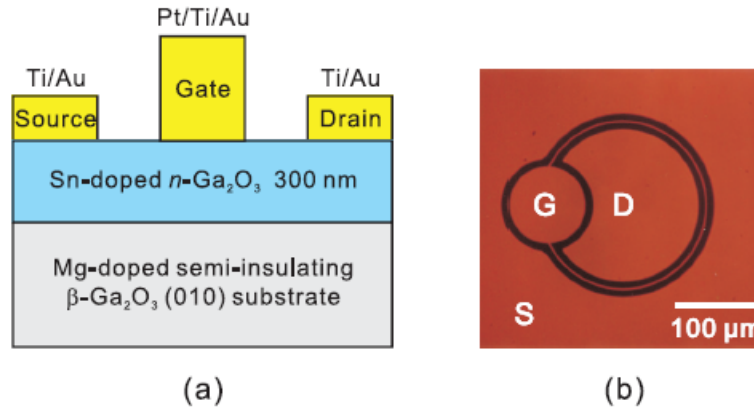 Pt/Ti/Au
Ti/Au
Ti/Au
Gate
Source
Drain
Sn-doped n-Ga₂O₃ 300 nm
Mg-doped semi-insulating
β-Ga₂O₃ (010) substrate
(a)
G
D
S
100 μm
(b)